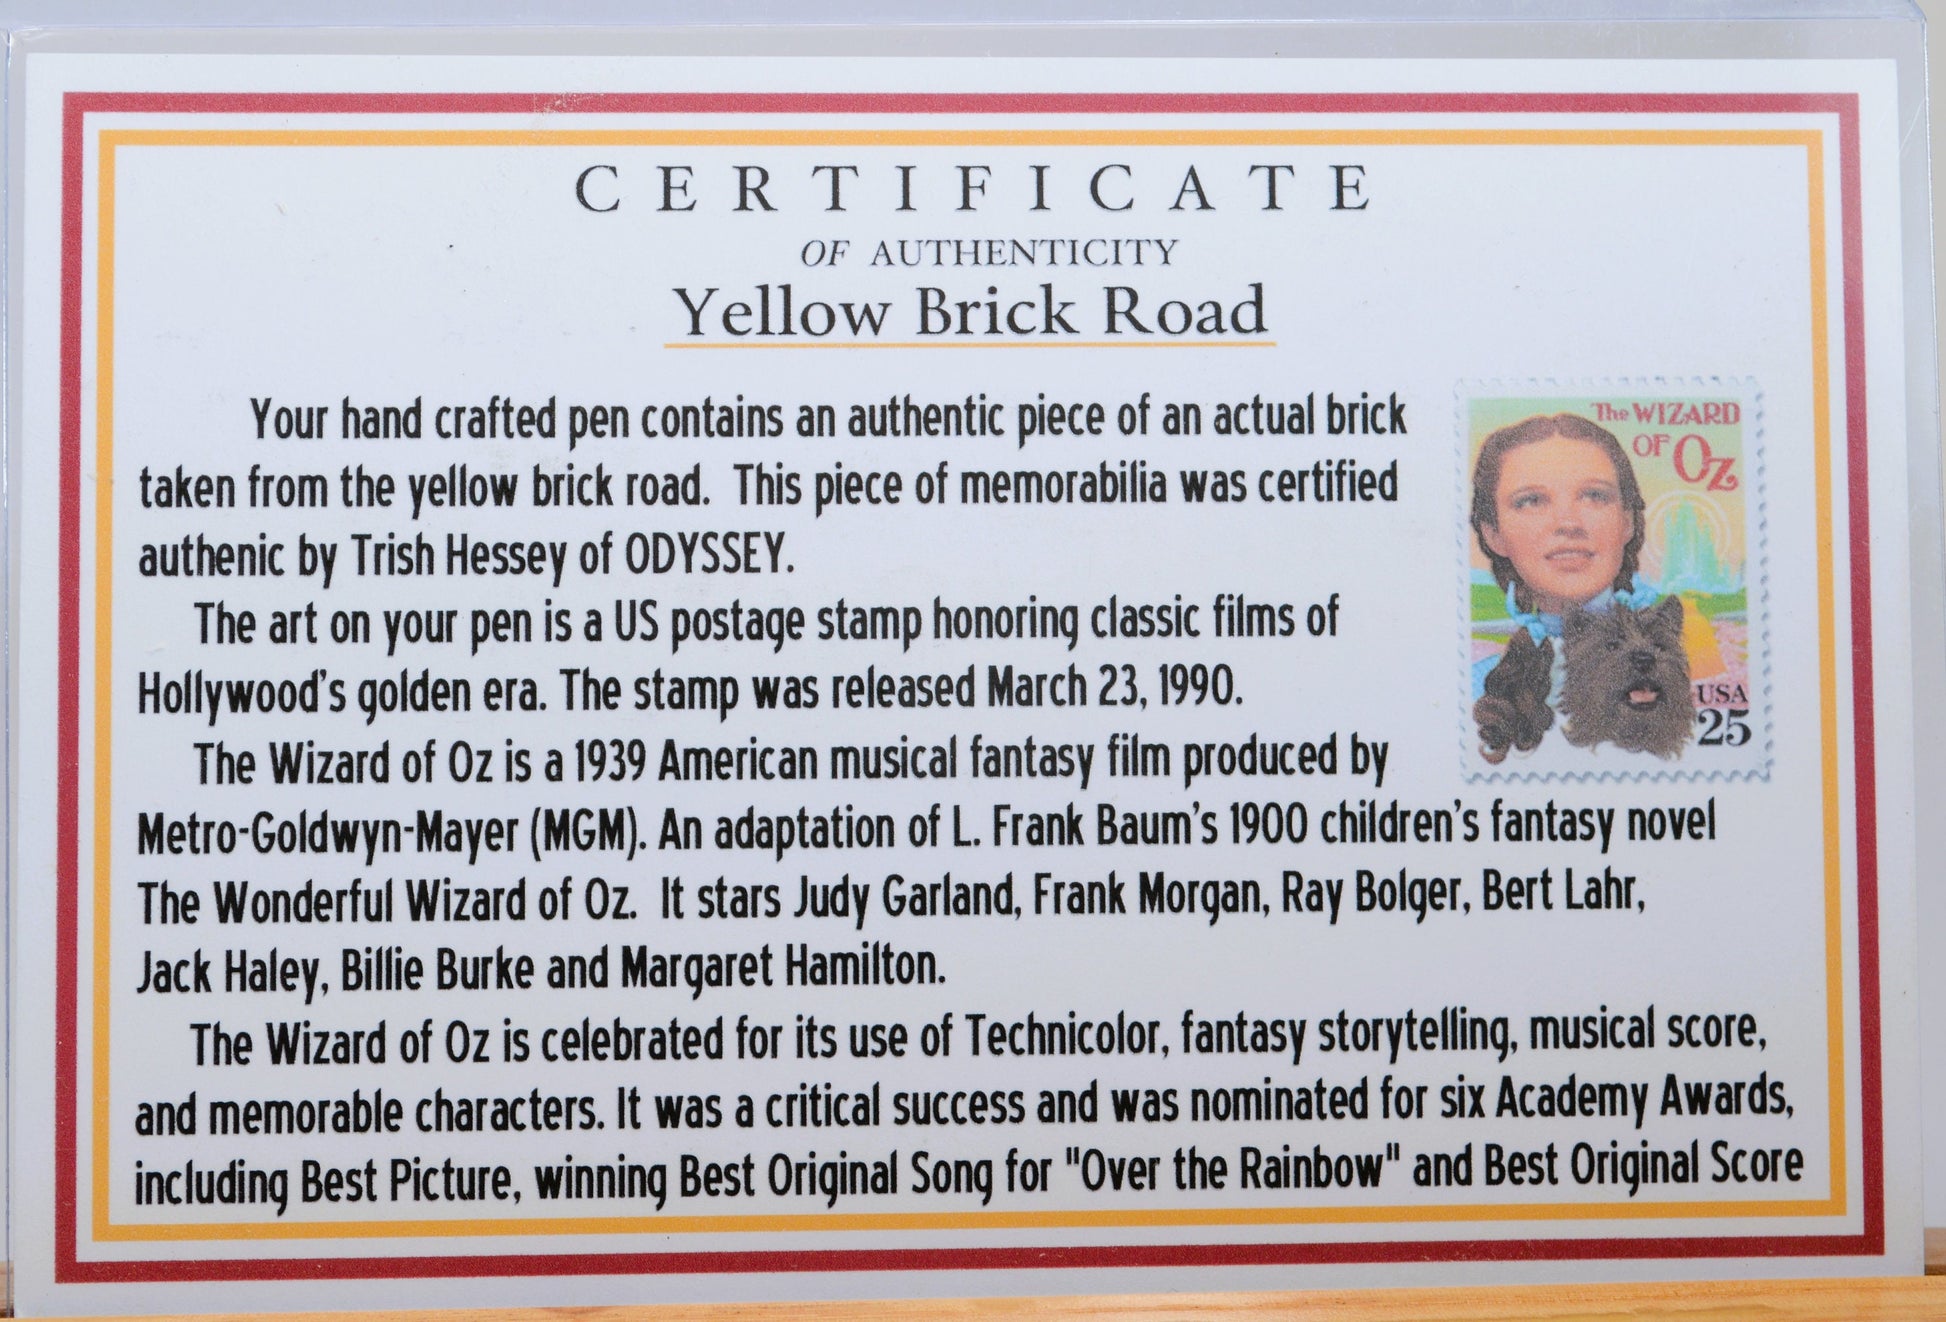 CERTIFICATE
OF AUTHENTICITY
Yellow Brick Road
Your hand crafted pen contains an authentic piece of an actual brick
taken from the yellow brick road. This piece of memorabilia was certified
authenic by Trish Hessey of ODYSSEY.
The art on your pen is a US postage stamp honoring classic films of
Hollywood's golden era. The stamp was released March 23, 1990.
The Wizard of Oz is a 1939 American musical fantasy film produced by
Metro-Goldwyn-Mayer (MGM). An adaptation of L. Frank Baum's 1900 children's fantasy novel
The Wonderful Wizard of Oz. It stars Judy Garland, Frank Morgan, Ray Bolger, Bert Lahr,
Jack Haley, Billie Burke and Margaret Hamilton.
The Wizard of Oz is celebrated for its use of Technicolor, fantasy storytelling, musical score,
and memorable characters. It was a critical success and was nominated for six Academy Awards,
including Best Picture, winning Best Original Song for "Over the Rainbow" and Best Original Score
The WIZARD
OF OZ
USA
25